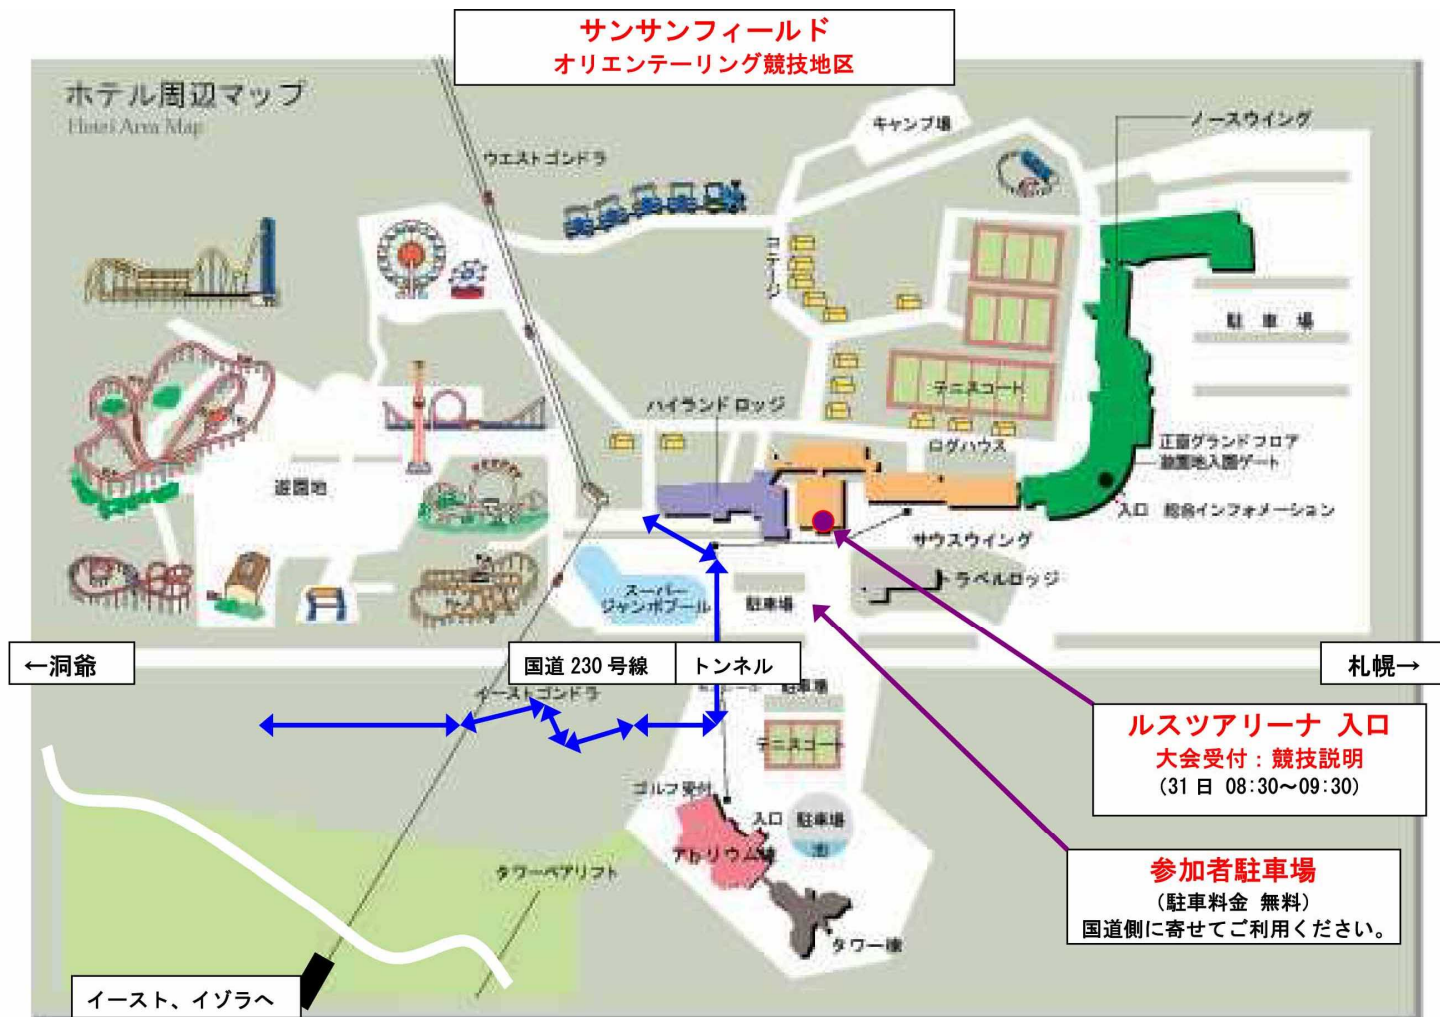 サンサンフィールド
オリエンテーリング競技地区
ホテル周辺マップ
Hotel Area Map
キャンプ場
ノースウイング
ウエストゴンドラ
コテージ
駐車場
テニスコート
ハイランドロッジ
ログハウス
正面グランドフロア
遊園地入園ゲート
遊園地
入口 総合インフォメーション
サウスウイング
トラベルロッジ
スーパー
ジャンボプール
駐車場
←洞爺
国道230号線
トンネル
札幌→
イーストゴンドラ
駐車場
ルスツアリーナ 入口
大会受付:競技説明
(31日 08:30~09:30)
テニスコート
ゴルフ受付
入口
駐車場
池
アトリウム棟
タワーペアリフト
参加者駐車場
(駐車料金 無料)
国道側に寄せてご利用ください。
タワー棟
イースト、イゾラへ